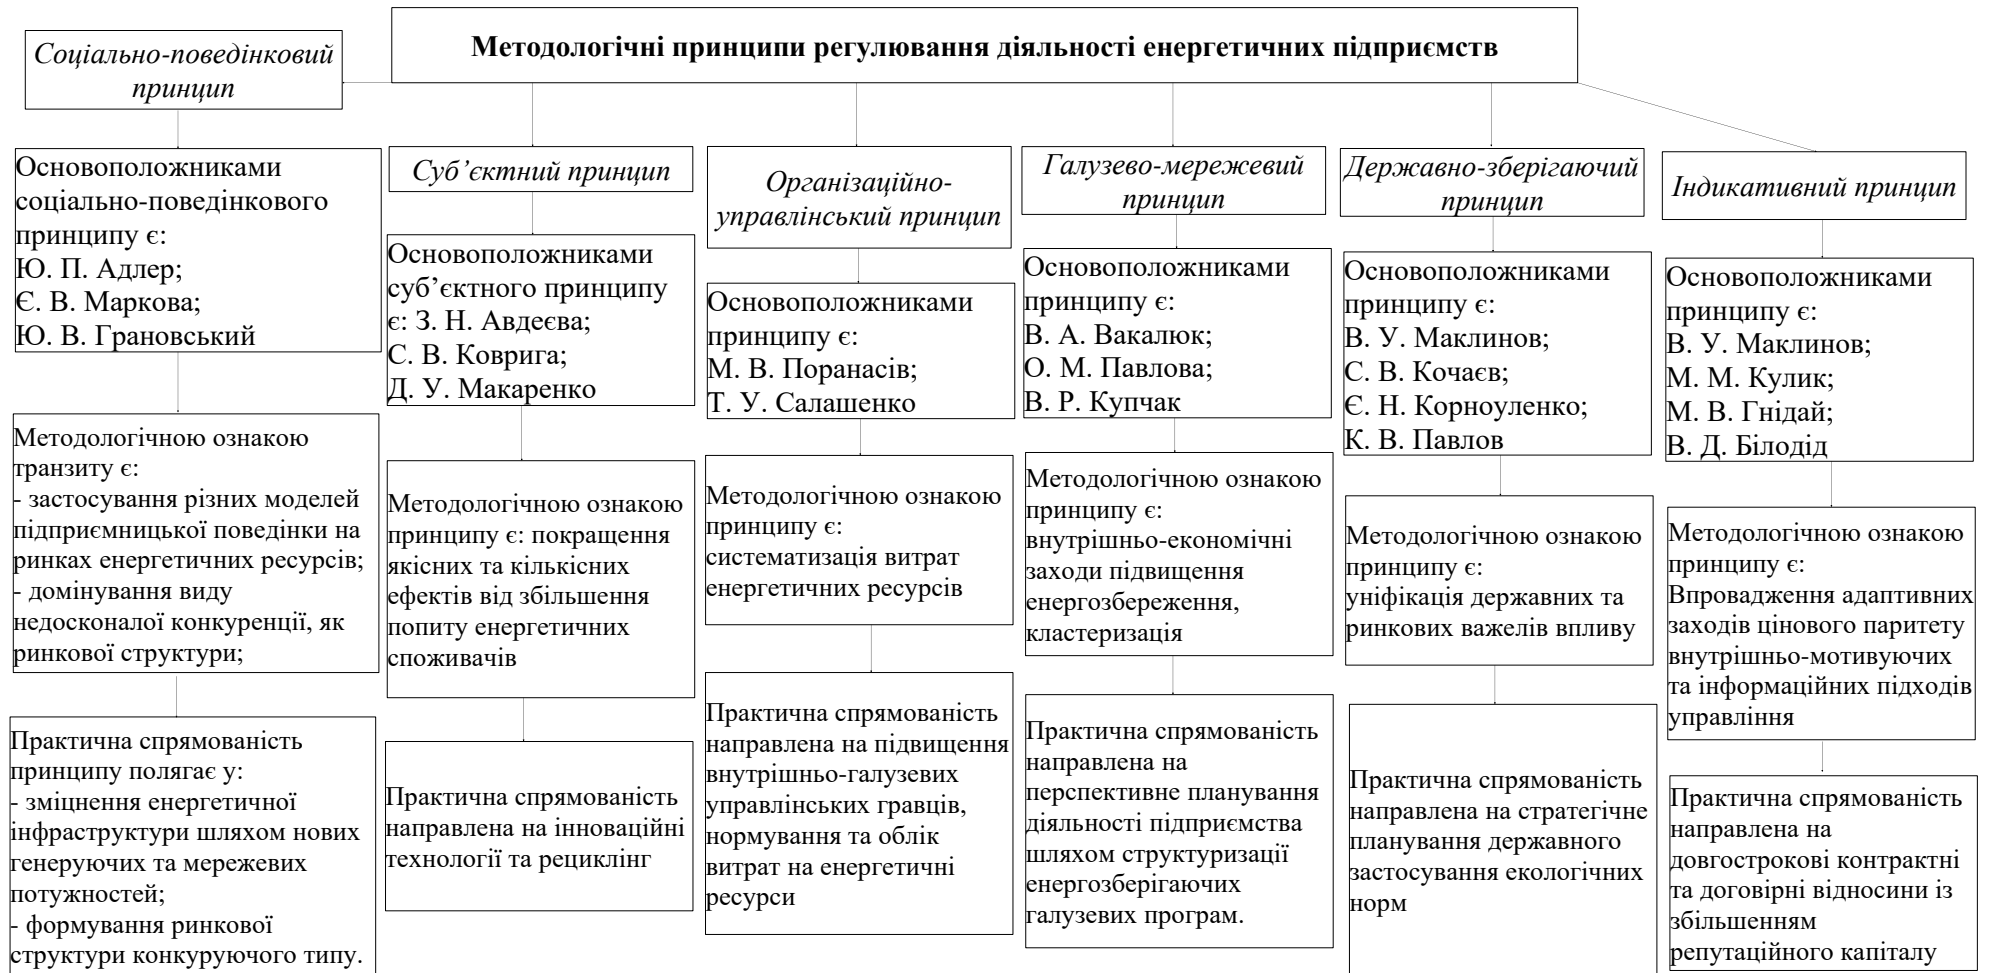 Методологічні принципи регулювання діяльності енергетичних підприємств
Соціально-поведінковий
принцип
Основоположниками
соціально-поведінкового
принципу є:
Ю. П. Адлер;
Є. В. Маркова;
Ю. В. Грановський
Методологічною ознакою
транзиту є:
- застосування різних моделей
підприємницької поведінки на
ринках енергетичних ресурсів;
- домінування виду
недосконалої конкуренції, як
ринкової структури;
Практична спрямованість
принципу полягає у:
- зміцнення енергетичної
інфраструктури шляхом нових
генеруючих та мережевих
потужностей;
- формування ринкової
структури конкуруючого типу.
Суб’єктний принцип
Основоположниками
суб’єктного принципу
є: З. Н. Авдеєва;
С. В. Коврига;
Д. У. Макаренко
Методологічною ознакою
принципу є: покращення
якісних та кількісних
ефектів від збільшення
попиту енергетичних
споживачів
Практична спрямованість
направлена на інноваційні
технології та рециклінг
Організаційно-
управлінський принцип
Основоположниками
принципу є:
М. В. Поранасів;
Т. У. Салашенко
Методологічною ознакою
принципу є:
систематизація витрат
енергетичних ресурсів
Практична спрямованість
направлена на підвищення
внутрішньо-галузевих
управлінських гравців,
нормування та облік
витрат на енергетичні
ресурси
Галузево-мережевий
принцип
Основоположниками
принципу є:
В. А. Вакалюк;
О. М. Павлова;
В. Р. Купчак
Методологічною ознакою
принципу є:
внутрішньо-економічні
заходи підвищення
енергозбереження,
кластеризація
Практична спрямованість
направлена на
перспективне планування
діяльності підприємства
шляхом структуризації
енергозберігаючих
галузевих програм.
Державно-зберігаючий
принцип
Основоположниками
принципу є:
В. У. Маклинов;
С. В. Кочаєв;
Є. Н. Корноуленко;
К. В. Павлов
Методологічною ознакою
принципу є:
уніфікація державних та
ринкових важелів впливу
Практична спрямованість
направлена на стратегічне
планування державного
застосування екологічних
норм
Індикативний принцип
Основоположниками
принципу є:
В. У. Маклинов;
М. М. Кулик;
М. В. Гнідай;
В. Д. Білодід
Методологічною ознакою
принципу є:
Впровадження адаптивних
заходів цінового паритету
внутрішньо-мотивуючих
та інформаційних підходів
управління
Практична спрямованість
направлена на
довгострокові контрактні
та договірні відносини із
збільшенням
репутаційного капіталу